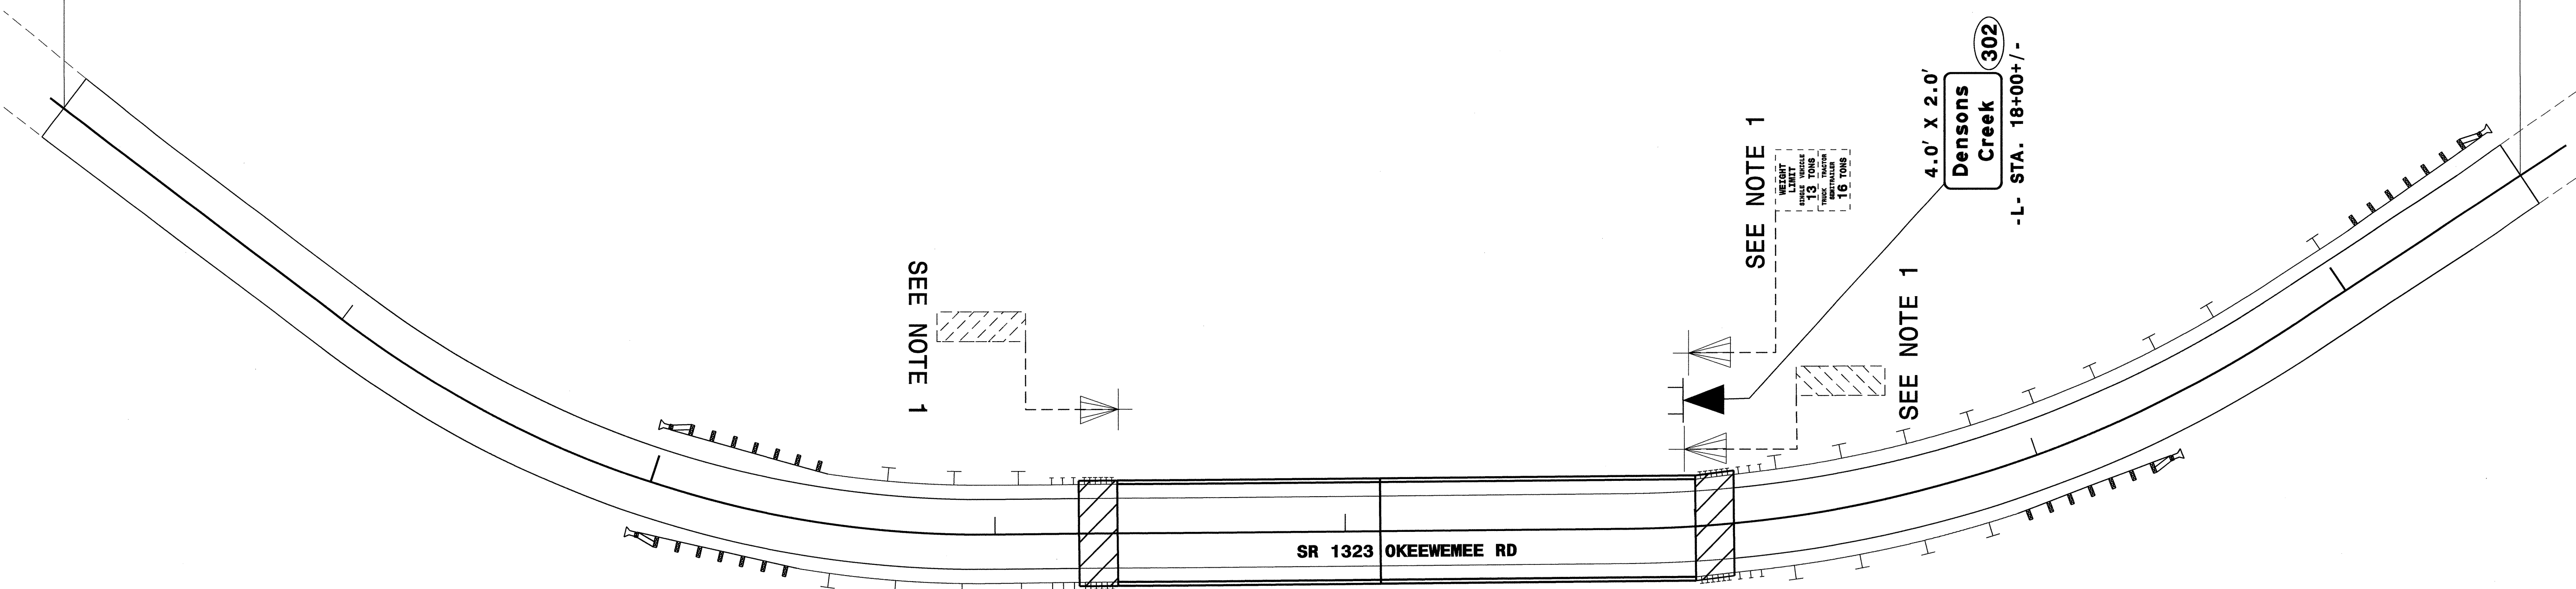 SEE NOTE 1
SEE NOTE 1
WEIGHT
LIMIT
SINGLE VEHICLE
13 TONS
TRUCK TRACTOR
SEMITRAILER
16 TONS
4.0' X 2.0'
Densons
Creek
302
-L- STA. 18+00+/-
SEE NOTE 1
SR 1323 OKEEWEMEE RD